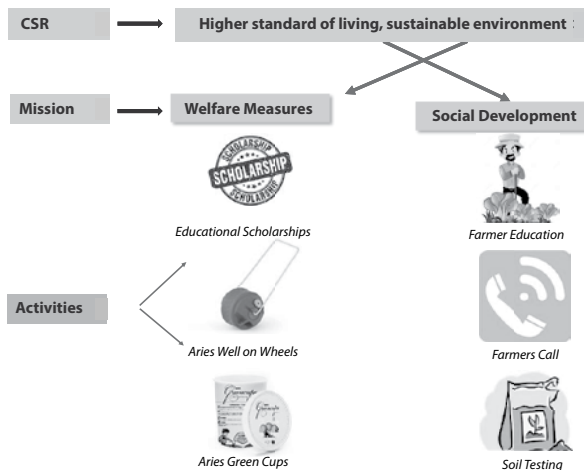 CSR
Higher standard of living, sustainable environment :
Mission
Welfare Measures
Social Development
SCHOLARSHIP
SCHOLARSHIP
SCHOLARSHIP
Educational Scholarships
Farmer Education
Activities
Aries Well on Wheels
Farmers Call
Aries Green Cups
Soil Testing